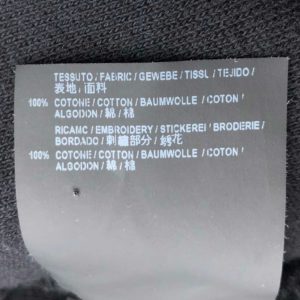 TESSUTO / FABRIC / GEWEBE / TISSU / TEJIDO /
表地 / 面料
100% COTONE / COTTON / BAUMWOLLE / COTON /
ALGODON / 綿 / 棉
RICAMO / EMBROIDERY / STICKEREI / BRODERIE /
BORDADO / 刺繍部分 / 绣花
100% COTONE / COTTON / BAUMWOLLE / COTON /
ALGODON / 綿 / 棉